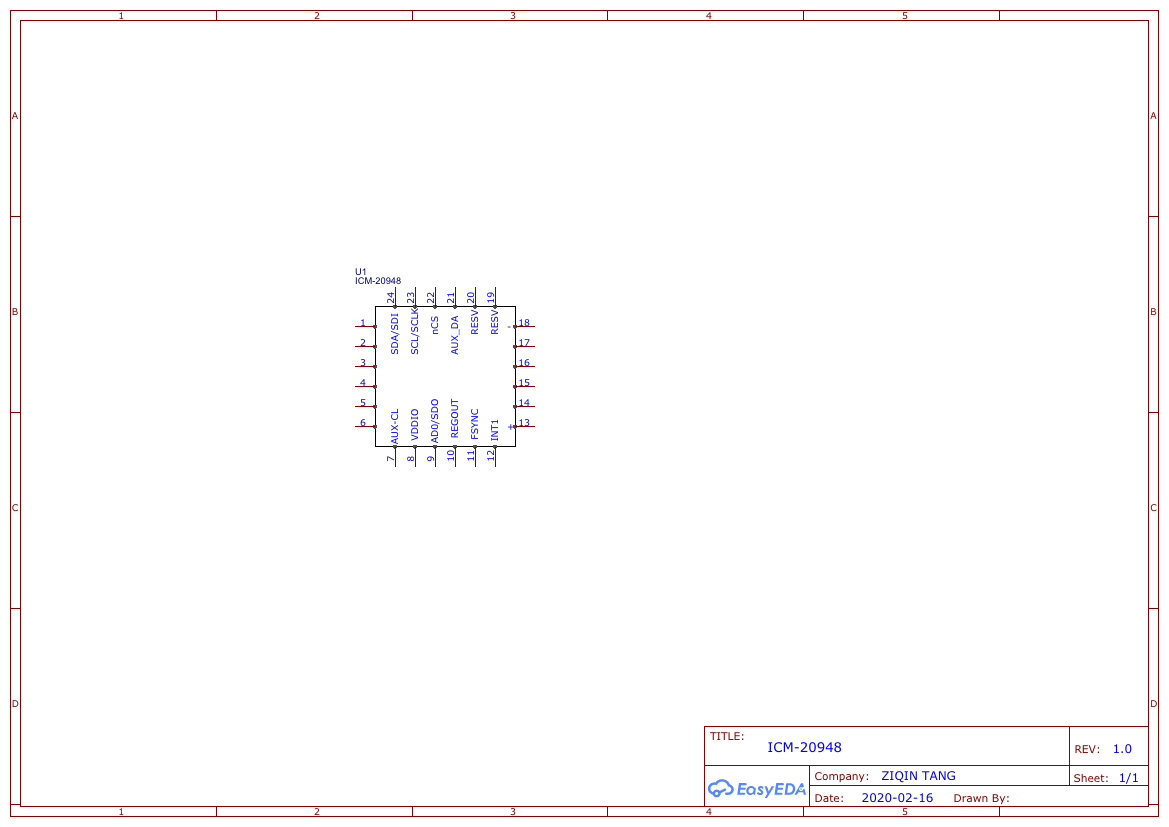 1 2 3 4 5
A A
B B
C C
D D
U1
ICM-20948
24 23 22 21 20 19
SDA/SDI SCL/SCLK nCS AUX_DA RESV RESV
1 - 18
2 17
3 16
4 15
5 14
6 + 13
AUX-CL VDDIO AD0/SDO REGOUT FSYNC INT1
7 8 9 10 11 12
TITLE:
ICM-20948
REV: 1.0
EasyEDA
Company: ZIQIN TANG
Sheet: 1/1
Date: 2020-02-16 Drawn By:
1 2 3 4 5